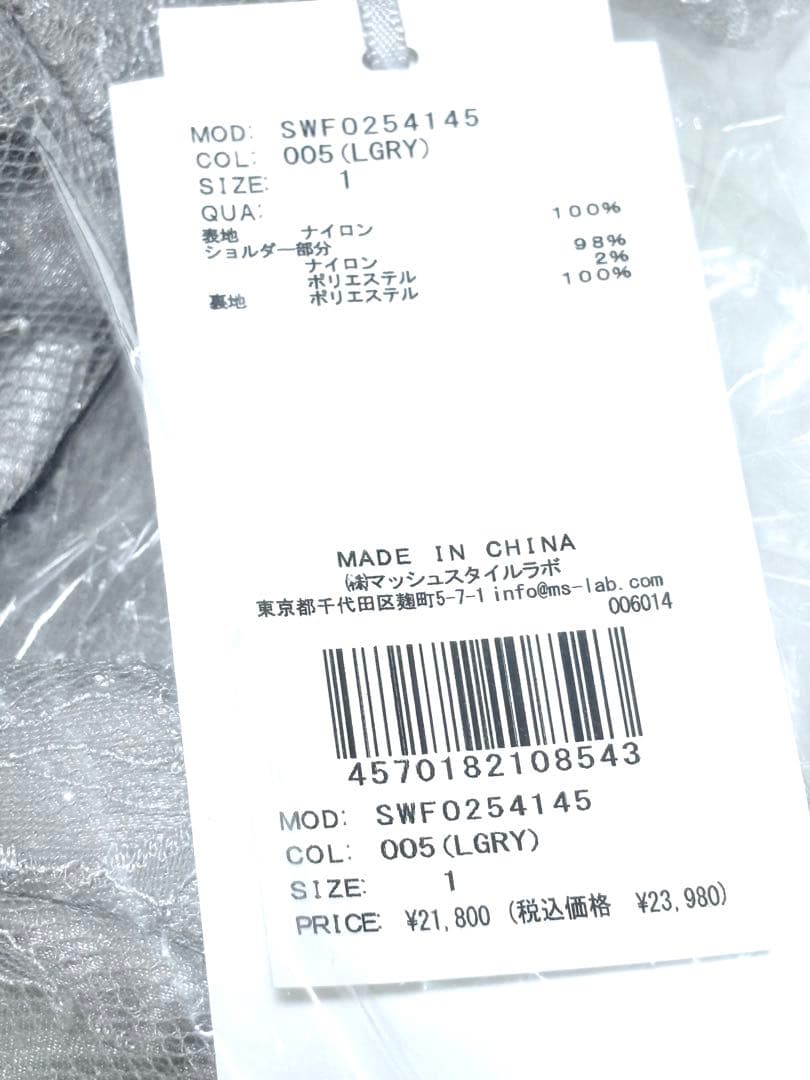 MOD: SWF0254145
COL: 005(LGRY)
SIZE: 1
QUA:
表地 ナイロン 100%
ショルダー部分
ナイロン 98%
ポリエステル 2%
裏地 ポリエステル 100%
MADE IN CHINA
㈱マッシュスタイルラボ
東京都千代田区麹町5-7-1 info@ms-lab.com
006014
4570182108543
MOD: SWF0254145
COL: 005(LGRY)
SIZE: 1
PRICE: ¥21,800 (税込価格 ¥23,980)